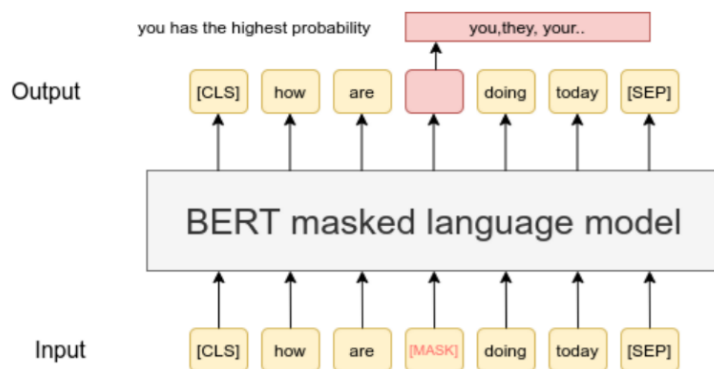 you has the highest probability
you,they, your..
Output
[CLS] how are doing today [SEP]
BERT masked language model
Input
[CLS] how are [MASK] doing today [SEP]